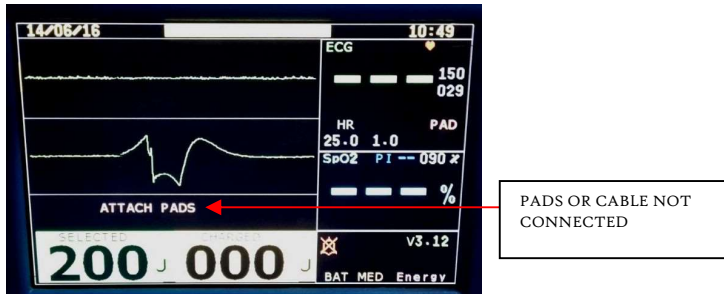 14/06/16 10:49
ECG
--- 150
029
HR PAD
25.0 1.0
SpO2 PI -- 090 %
--- %
ATTACH PADS
SELECTED CHARGED
200 J 000 J
V3.12
BAT MED Energy
PADS OR CABLE NOT
CONNECTED